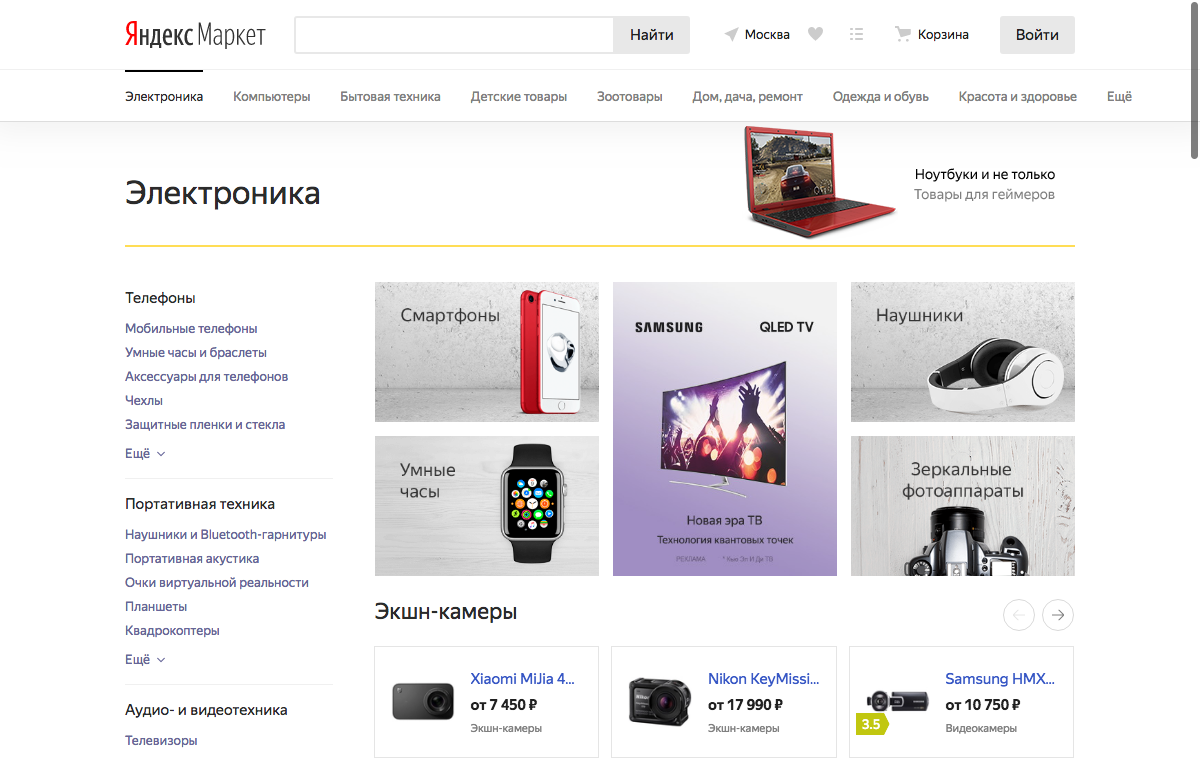 Яндекс Маркет
Найти
Москва
Корзина
Войти
Электроника Компьютеры Бытовая техника Детские товары Зоотовары Дом, дача, ремонт Одежда и обувь Красота и здоровье Ещё
Электроника
Ноутбуки и не только
Товары для геймеров
Телефоны
Мобильные телефоны
Умные часы и браслеты
Аксессуары для телефонов
Чехлы
Защитные пленки и стекла
Ещё
Портативная техника
Наушники и Bluetooth-гарнитуры
Портативная акустика
Очки виртуальной реальности
Планшеты
Квадрокоптеры
Ещё
Аудио- и видеотехника
Телевизоры
Смартфоны
Умные
часы
SAMSUNG QLED TV
Новая эра ТВ
Технология квантовых точек
РЕКЛАМА * Кью Эл И Ди ТВ
Наушники
Зеркальные
фотоаппараты
Экшн-камеры
Xiaomi MiJia 4...
от 7 450 ₽
Экшн-камеры
Nikon
Nikon KeyMissi...
от 17 990 ₽
Экшн-камеры
3.5
Samsung HMX...
от 10 750 ₽
Видеокамеры